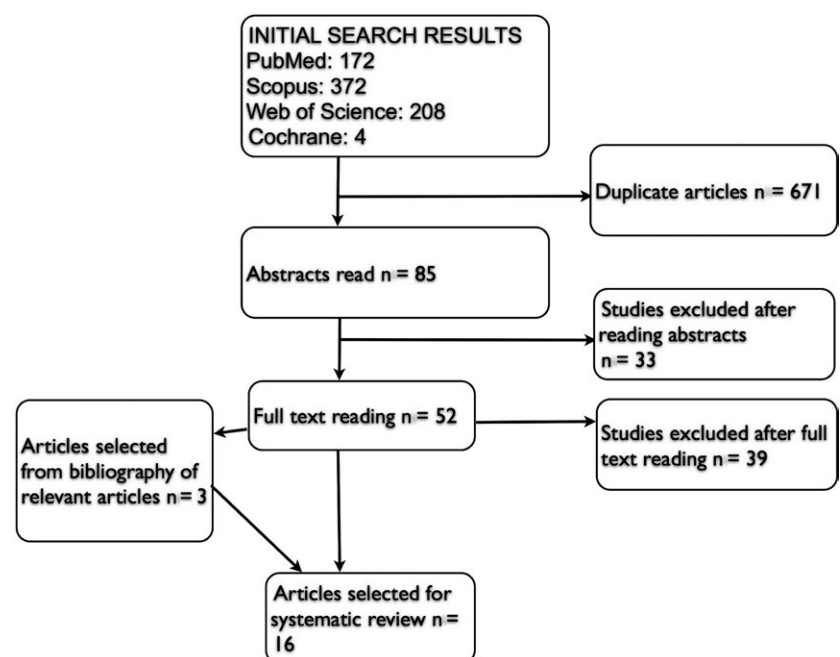 INITIAL SEARCH RESULTS
PubMed: 172
Scopus: 372
Web of Science: 208
Cochrane: 4
Duplicate articles n = 671
Abstracts read n = 85
Studies excluded after
reading abstracts
n = 33
Full text reading n = 52
Articles selected
from bibliography of
relevant articles n = 3
Studies excluded after full
text reading n = 39
Articles selected for
systematic review n =
16